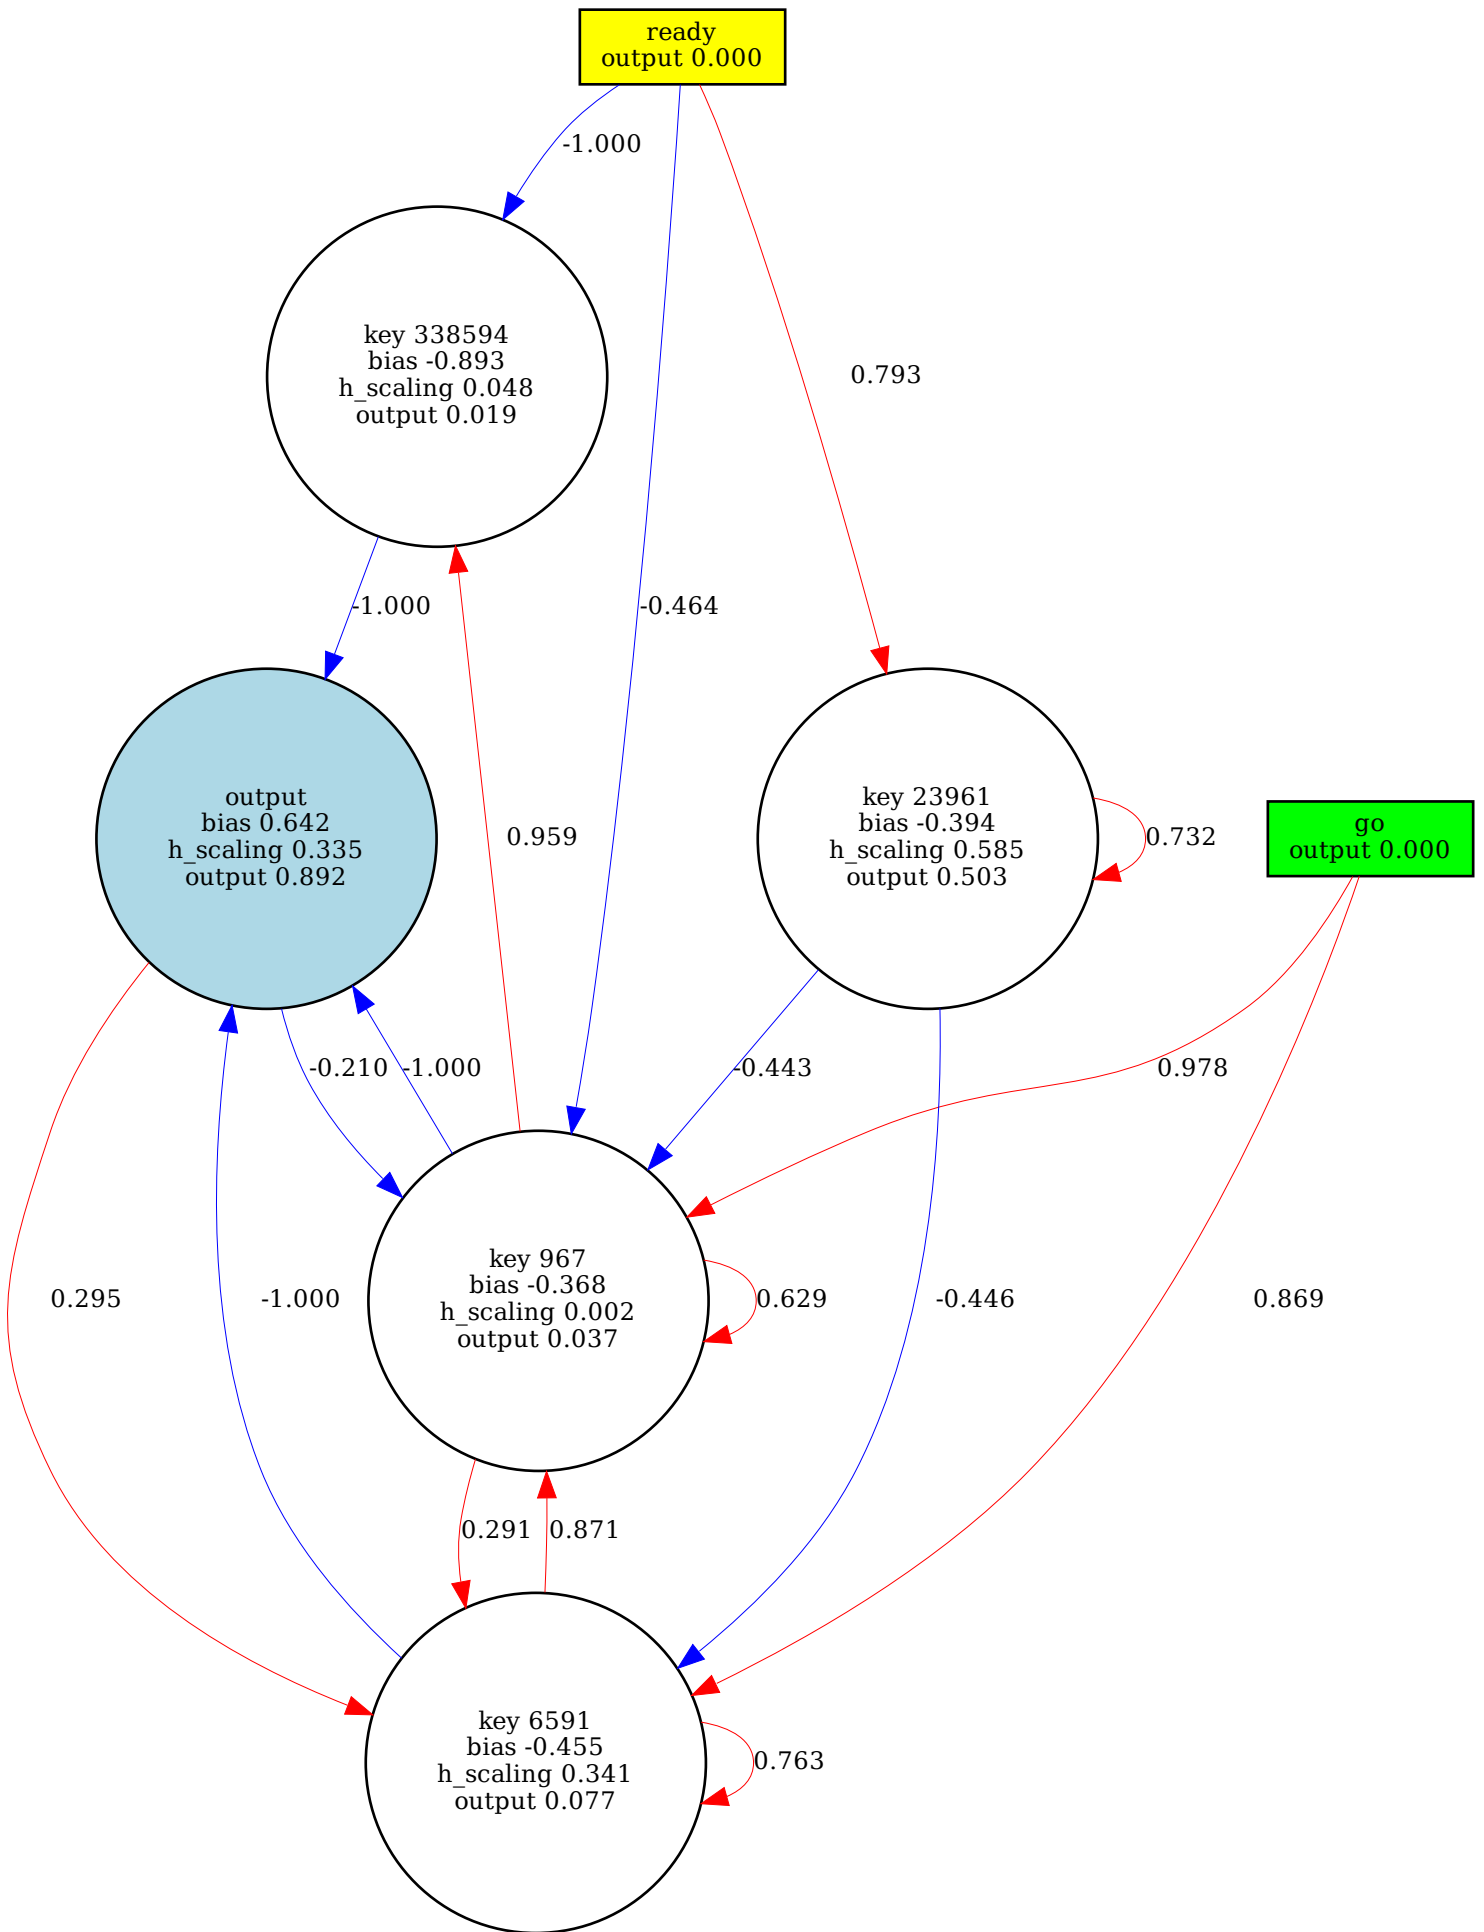 ready
output 0.000
-1.000
key 338594
bias -0.893
h_scaling 0.048
output 0.019
0.793
-1.000
-0.464
output
bias 0.642
h_scaling 0.335
output 0.892
0.959
key 23961
bias -0.394
h_scaling 0.585
output 0.503
0.732
go
output 0.000
-0.210
-1.000
-0.443
0.978
0.295
-1.000
key 967
bias -0.368
h_scaling 0.002
output 0.037
0.629
-0.446
0.869
0.291
0.871
key 6591
bias -0.455
h_scaling 0.341
output 0.077
0.763